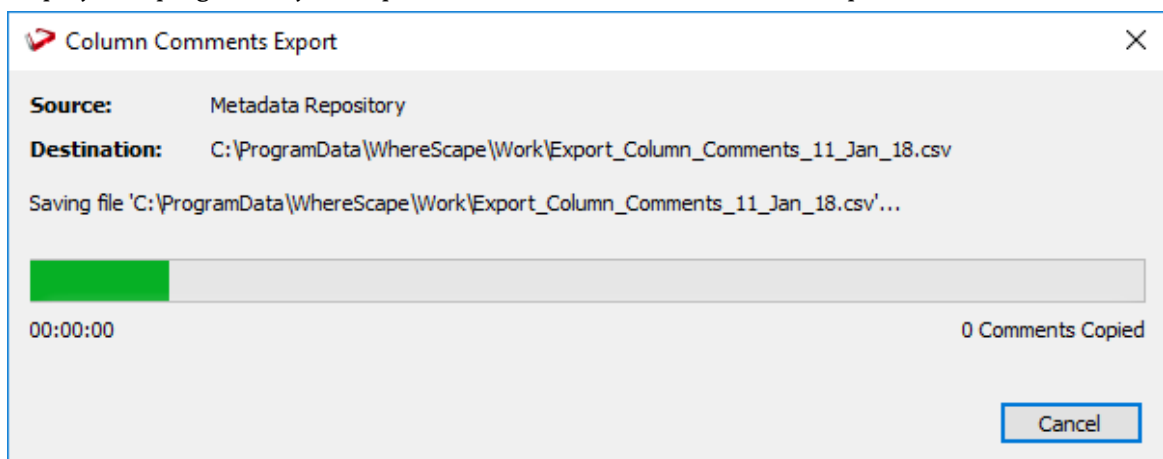 Column Comments Export
Source: Metadata Repository
Destination: C:\ProgramData\WhereScape\Work\Export_Column_Comments_11_Jan_18.csv
Saving file 'C:\ProgramData\WhereScape\Work\Export_Column_Comments_11_Jan_18.csv'...
00:00:00 0 Comments Copied
Cancel